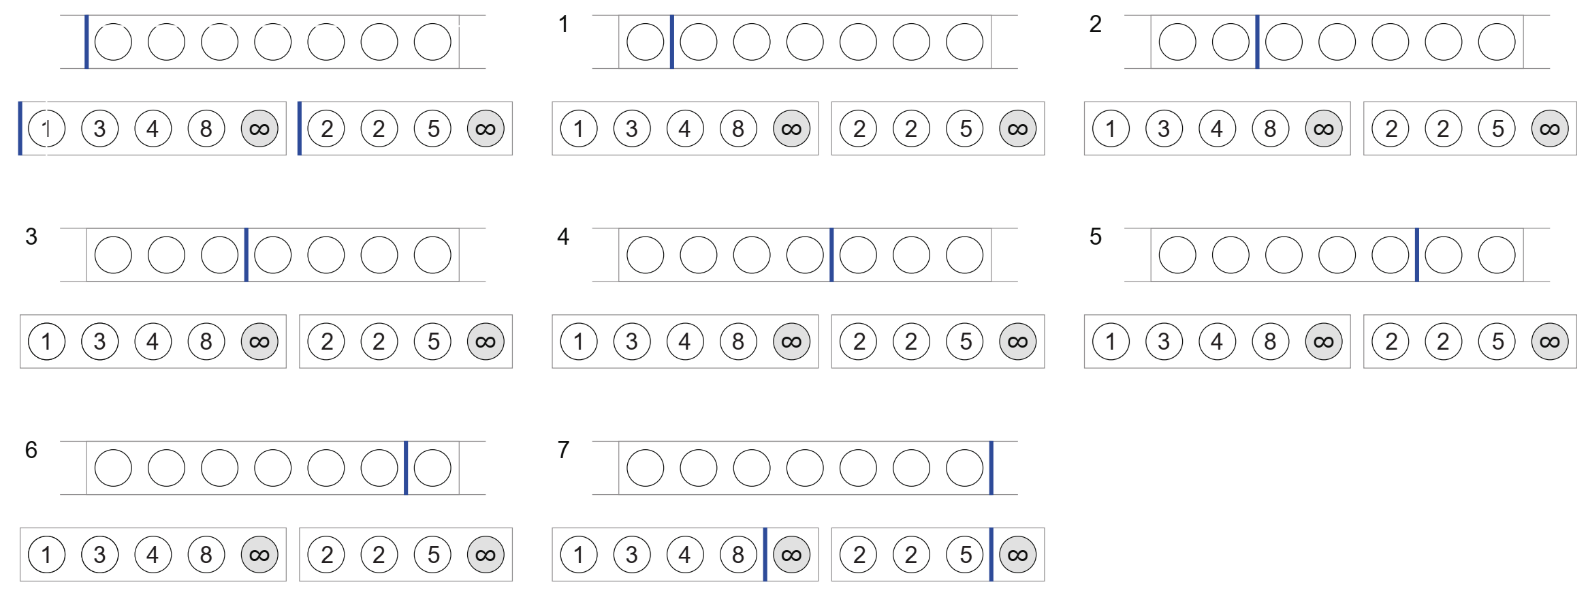 1 2
1 3 4 8 ∞ 2 2 5 ∞ 1 3 4 8 ∞ 2 2 5 ∞ 1 3 4 8 ∞ 2 2 5 ∞
3 4 5
1 3 4 8 ∞ 2 2 5 ∞ 1 3 4 8 ∞ 2 2 5 ∞ 1 3 4 8 ∞ 2 2 5 ∞
6 7
1 3 4 8 ∞ 2 2 5 ∞ 1 3 4 8 ∞ 2 2 5 ∞